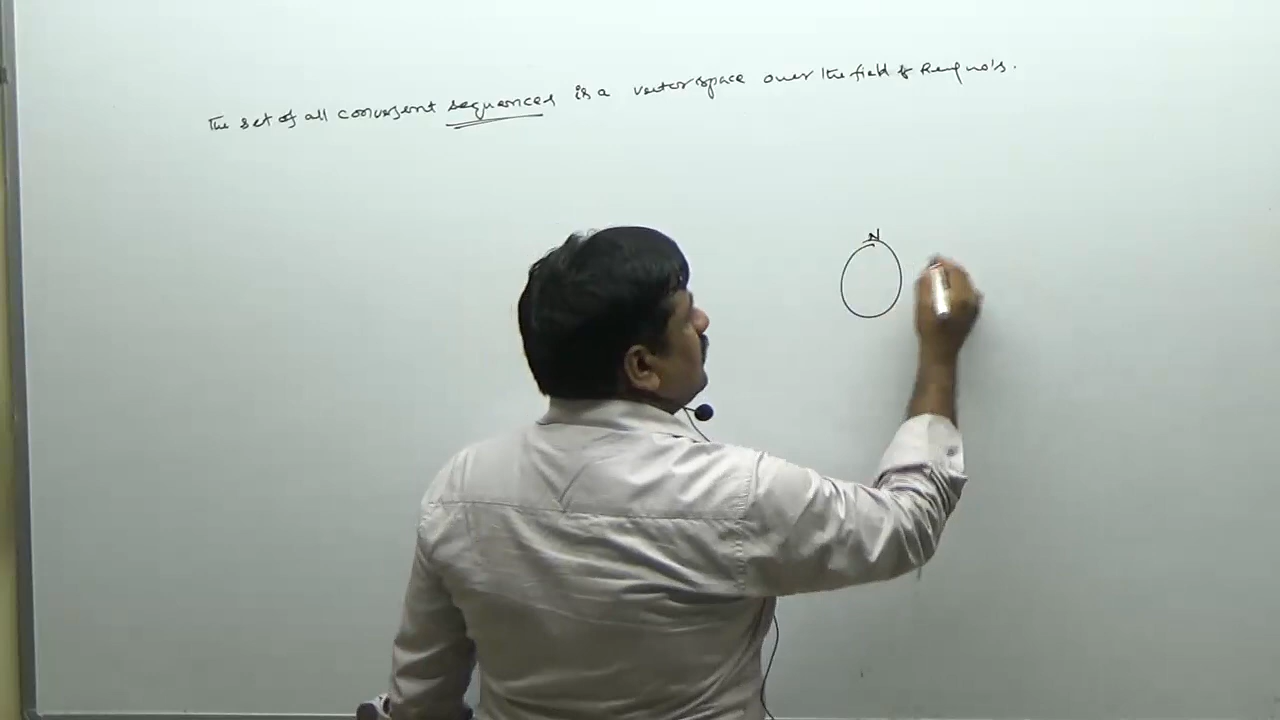 The set of all convergent sequences is a vector space over the field of Real no's.
N